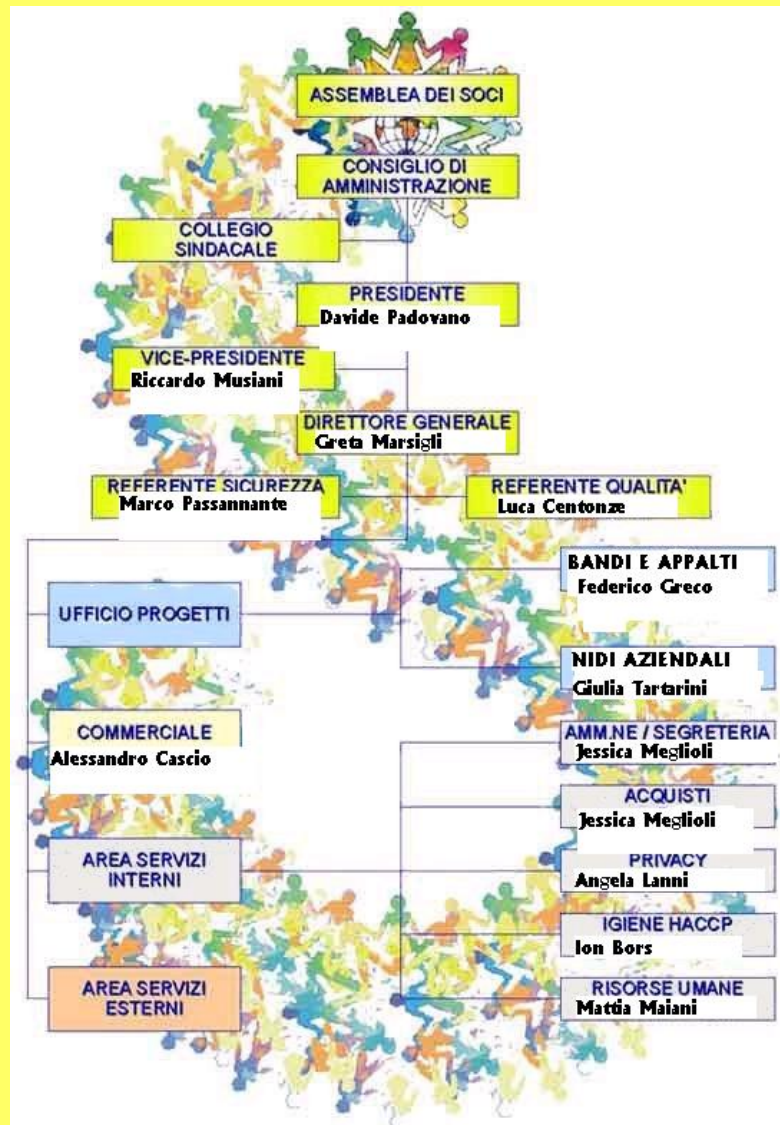 ASSEMBLEA DEI SOCI
CONSIGLIO DI
AMMINISTRAZIONE
COLLEGIO
SINDACALE
PRESIDENTE
Davide Padovano
VICE-PRESIDENTE
Riccardo Musiani
DIRETTORE GENERALE
Greta Marsigli
REFERENTE SICUREZZA
Marco Passannante
REFERENTE QUALITA'
Luca Centonze
BANDI E APPALTI
Federico Greco
UFFICIO PROGETTI
NIDI AZIENDALI
Giulia Tartarini
COMMERCIALE
Alessandro Cascio
AMM.NE / SEGRETERIA
Jessica Meglioli
ACQUISTI
Jessica Meglioli
AREA SERVIZI
INTERNI
PRIVACY
Angela Lanni
IGIENE HACCP
Ion Bors
AREA SERVIZI
ESTERNI
RISORSE UMANE
Mattia Maiani